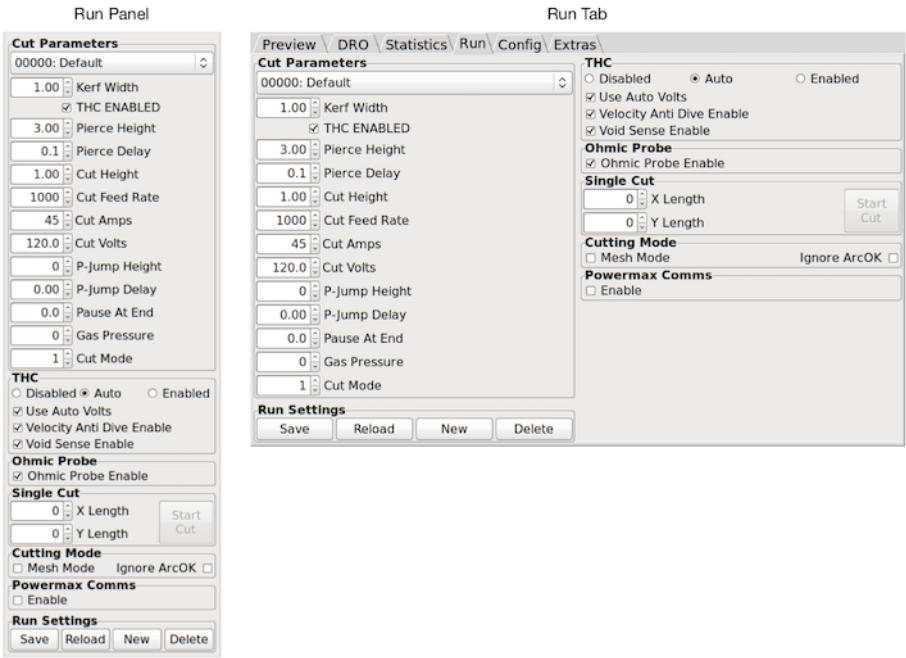 Run Panel
Cut Parameters
00000: Default
1.00 Kerf Width
THC ENABLED
3.00 Pierce Height
0.1 Pierce Delay
1.00 Cut Height
1000 Cut Feed Rate
45 Cut Amps
120.0 Cut Volts
0 P-Jump Height
0.00 P-Jump Delay
0.0 Pause At End
0 Gas Pressure
1 Cut Mode
THC
Disabled Auto Enabled
Use Auto Volts
Velocity Anti Dive Enable
Void Sense Enable
Ohmic Probe
Ohmic Probe Enable
Single Cut
0 X Length
0 Y Length
Start
Cut
Cutting Mode
Mesh Mode Ignore ArcOK
Powermax Comms
Enable
Run Settings
Save Reload New Delete
Run Tab
Preview DRO Statistics Run Config Extras
Cut Parameters
00000: Default
1.00 Kerf Width
THC ENABLED
3.00 Pierce Height
0.1 Pierce Delay
1.00 Cut Height
1000 Cut Feed Rate
45 Cut Amps
120.0 Cut Volts
0 P-Jump Height
0.00 P-Jump Delay
0.0 Pause At End
0 Gas Pressure
1 Cut Mode
Run Settings
Save Reload New Delete
THC
Disabled Auto Enabled
Use Auto Volts
Velocity Anti Dive Enable
Void Sense Enable
Ohmic Probe
Ohmic Probe Enable
Single Cut
0 X Length
0 Y Length
Start
Cut
Cutting Mode
Mesh Mode Ignore ArcOK
Powermax Comms
Enable